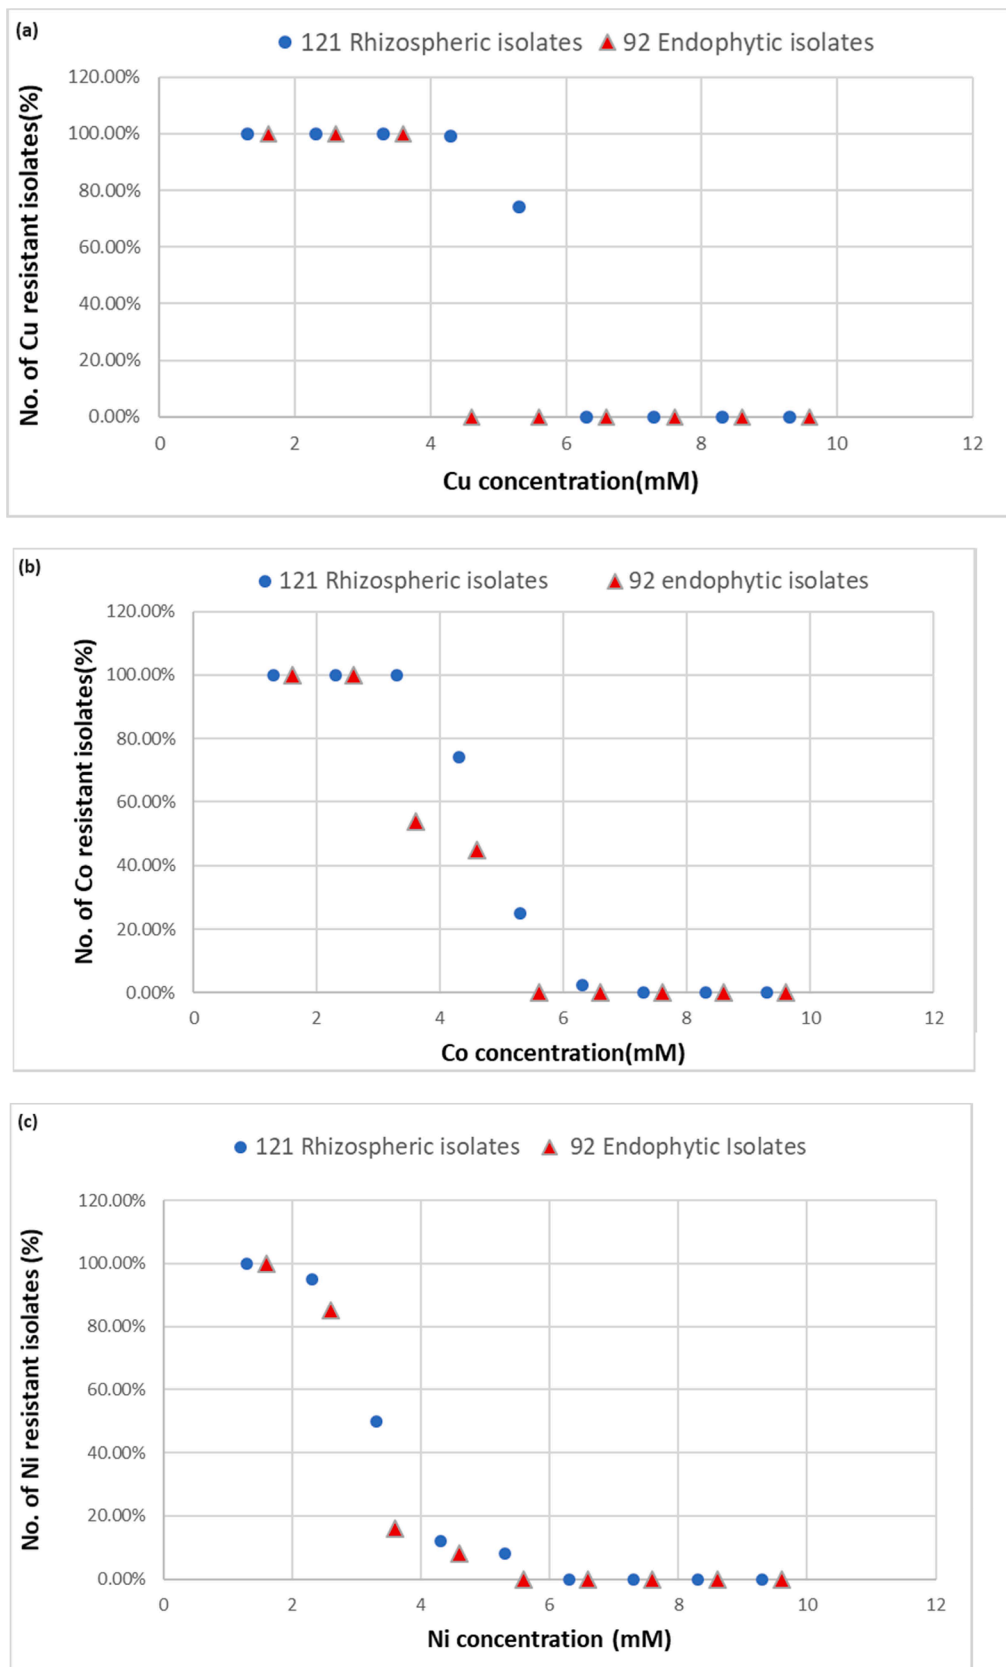 (a)
121 Rhizospheric isolates 92 Endophytic isolates
120.00%
100.00%
80.00%
60.00%
40.00%
20.00%
0.00%
No. of Cu resistant isolates(%)
0 2 4 6 8 10 12
Cu concentration(mM)
(b)
121 Rhizospheric isolates 92 endophytic isolates
120.00%
100.00%
80.00%
60.00%
40.00%
20.00%
0.00%
No. of Co resistant isolates(%)
0 2 4 6 8 10 12
Co concentration(mM)
(c)
121 Rhizospheric isolates 92 Endophytic Isolates
120.00%
100.00%
80.00%
60.00%
40.00%
20.00%
0.00%
No. of Ni resistant isolates (%)
0 2 4 6 8 10 12
Ni concentration (mM)